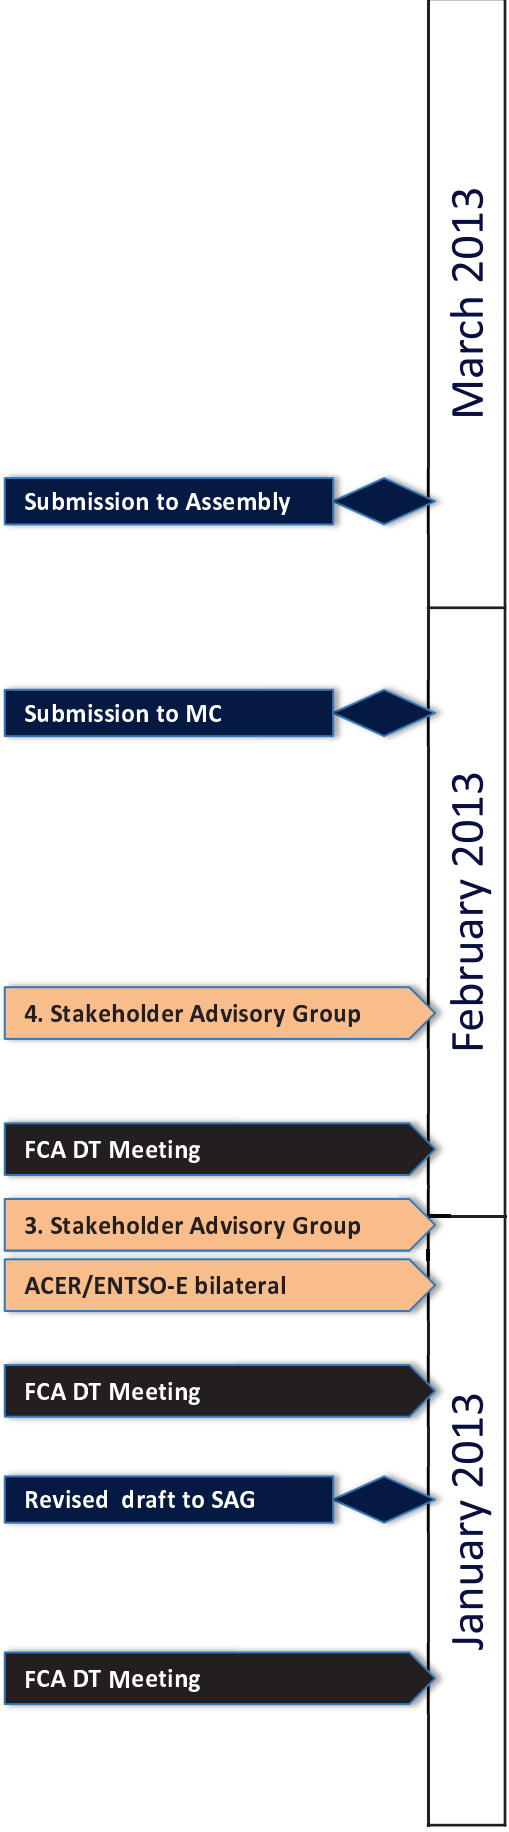 March 2013
Submission to Assembly
Submission to MC
February 2013
4. Stakeholder Advisory Group
FCA DT Meeting
3. Stakeholder Advisory Group
ACER/ENTSO-E bilateral
FCA DT Meeting
Revised  draft to SAG
January 2013
FCA DT Meeting